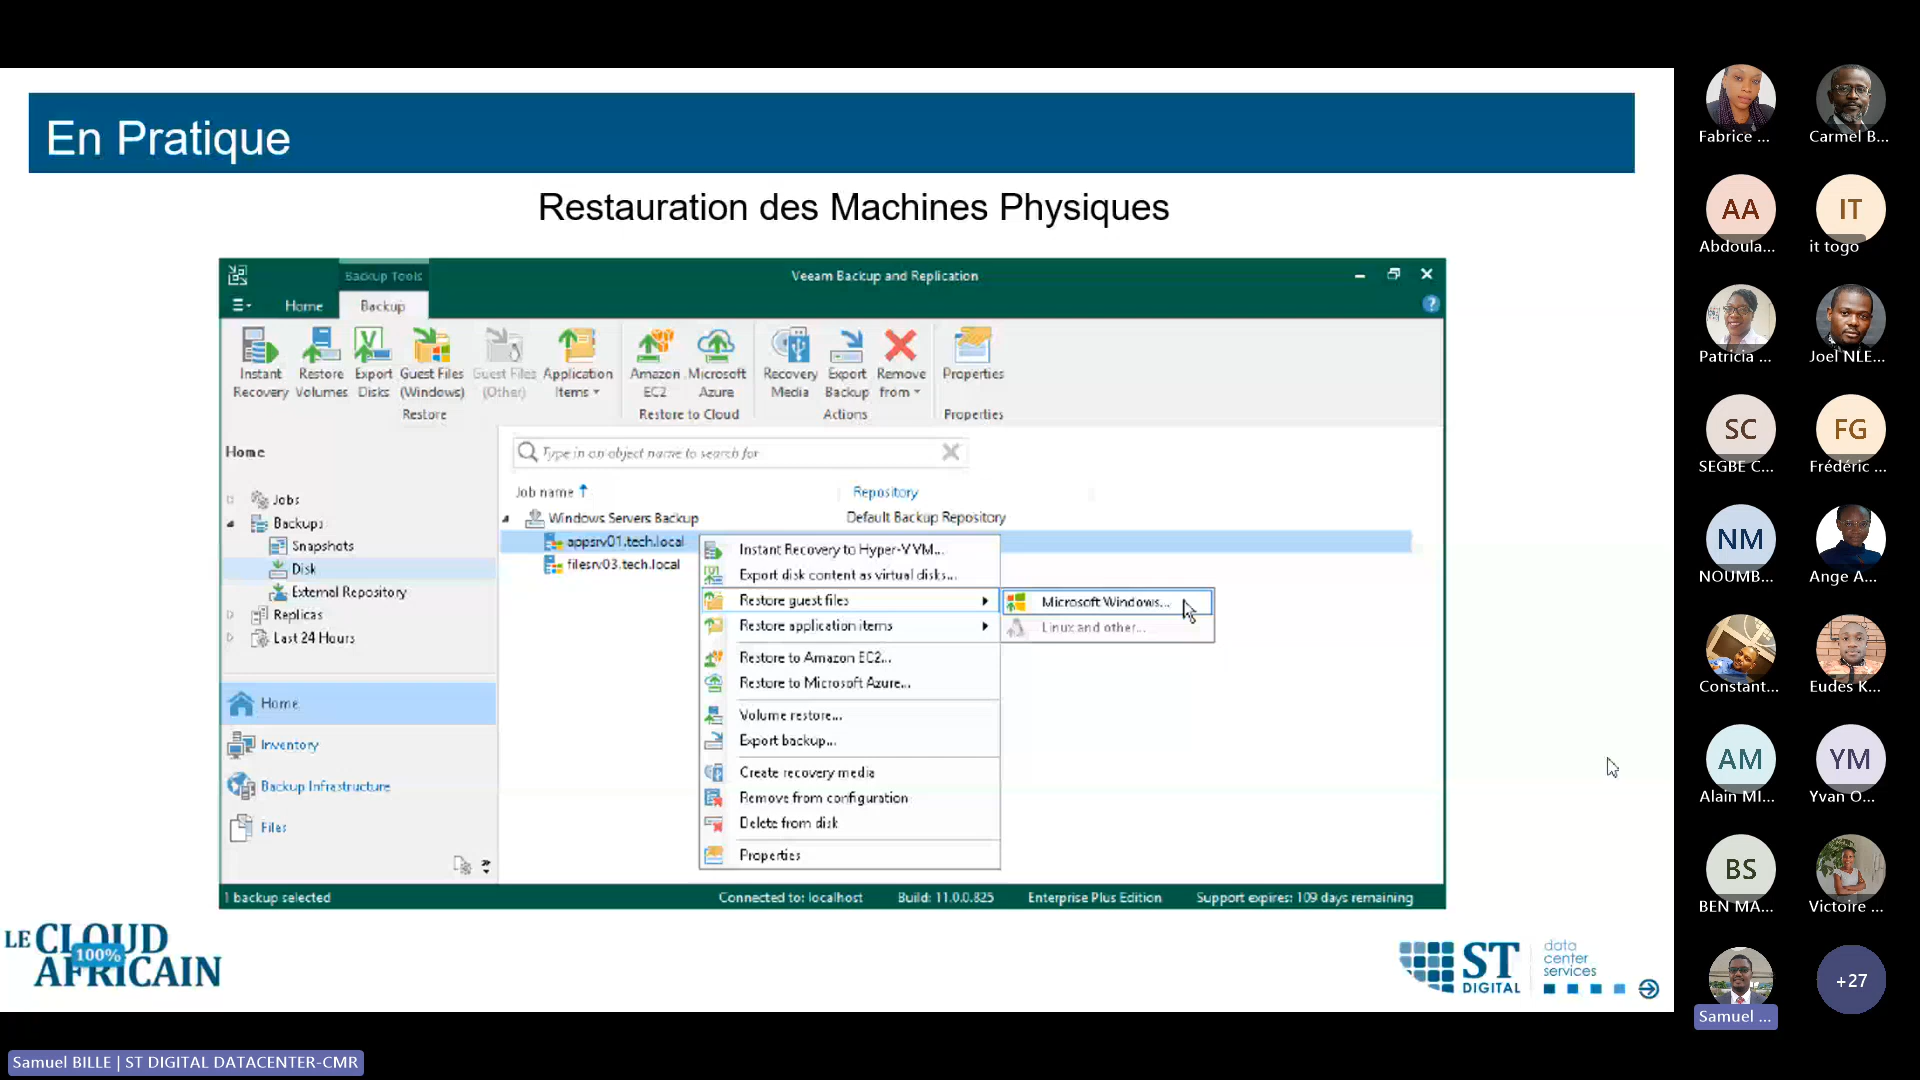 En Pratique
Restauration des Machines Physiques
Backup Tools
Veeam Backup and Replication
Home
Backup
Instant Recovery
Restore Volumes
Export Disks
Guest Files (Windows)
Guest Files (Other)
Application Items
Amazon EC2
Microsoft Azure
Recovery Media
Export Backup
Remove from
Properties
Restore
Restore to Cloud
Actions
Properties
Home
Jobs
Backups
Snapshots
Disk
External Repository
Replicas
Last 24 Hours
Home
Inventory
Backup Infrastructure
Files
Type in an object name to search for
Job name
Repository
Windows Servers Backup
Default Backup Repository
appsrv01.tech.local
filesrv03.tech.local
Instant Recovery to Hyper-V VM...
Export disk content as virtual disks...
Restore guest files
Restore application items
Restore to Amazon EC2...
Restore to Microsoft Azure...
Volume restore...
Export backup...
Create recovery media
Remove from configuration
Delete from disk
Properties
Microsoft Windows...
Linux and other...
1 backup selected
Connected to: localhost
Build: 11.0.0.825
Enterprise Plus Edition
Support expires: 109 days remaining
LE CLOUD
100%
AFRICAIN
ST
DIGITAL
data
center
services
Samuel BILLE | ST DIGITAL DATACENTER-CMR
Fabrice ...
Carmel B...
AA
IT
Abdoula...
it togo
Patricia ...
Joel NLE...
SC
FG
SEGBE C...
Frédéric ...
NM
NOUMB...
Ange A...
Constant...
Eudes K...
AM
YM
Alain MI...
Yvan O...
BS
BEN MA...
Victoire ...
+27
Samuel ...